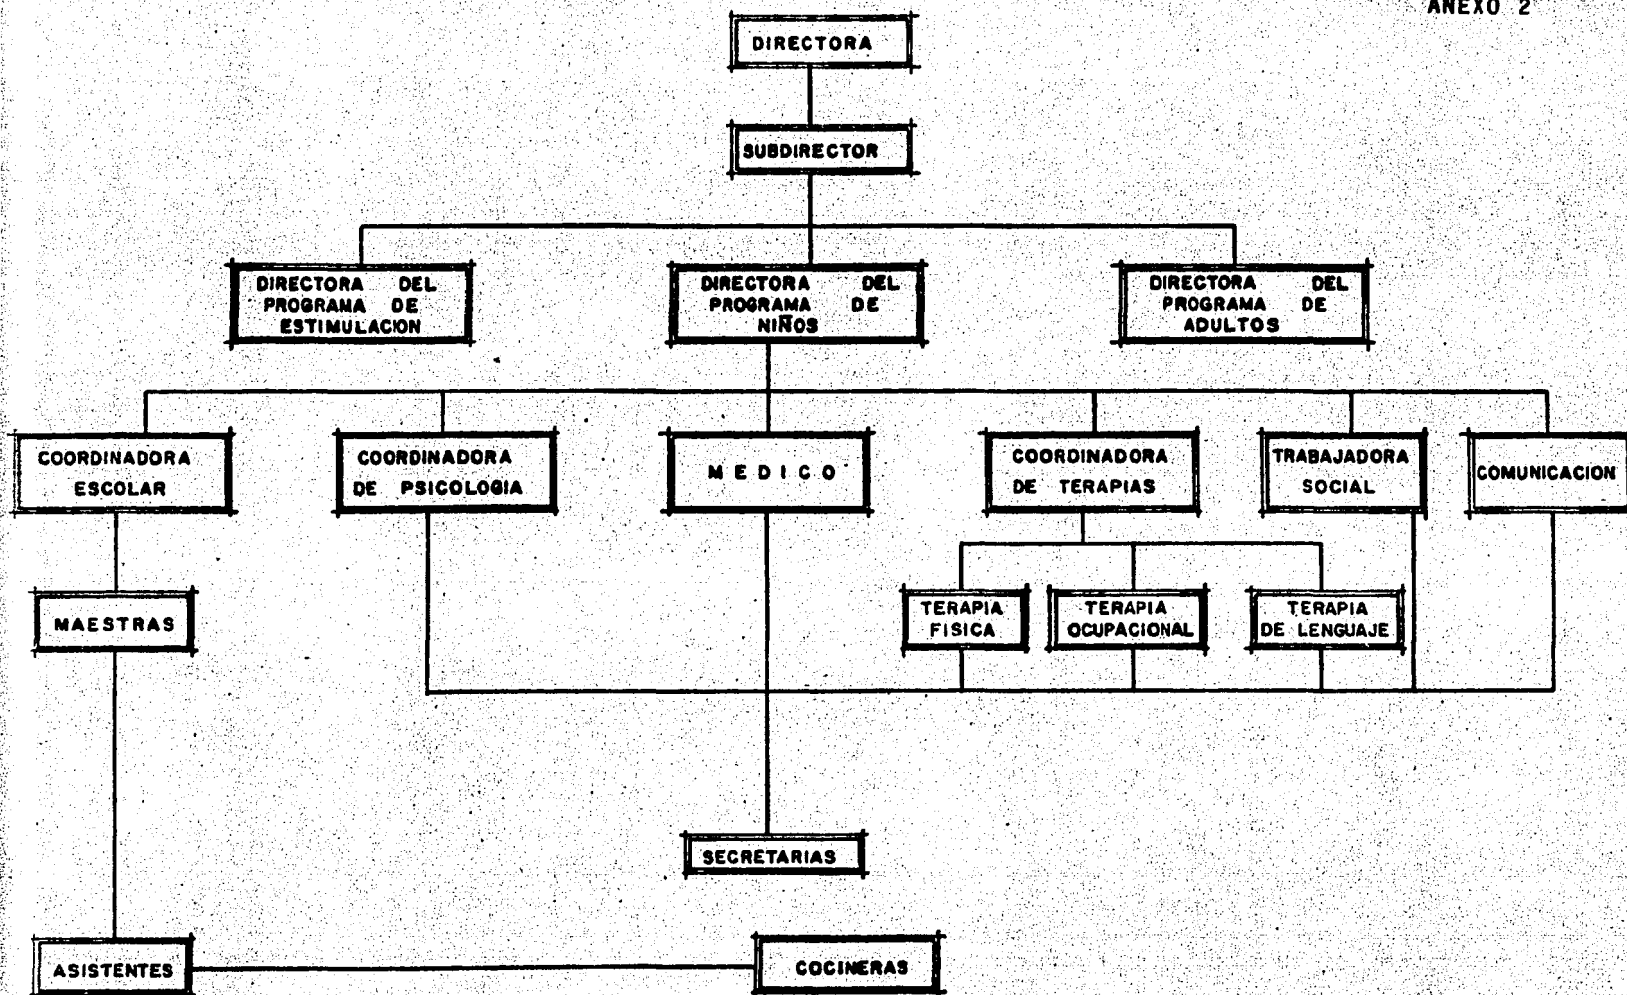 ANEXO 2
DIRECTORA
SUBDIRECTOR
DIRECTORA DEL
PROGRAMA DE
ESTIMULACION
DIRECTORA DEL
PROGRAMA DE
NIÑOS
DIRECTORA DEL
PROGRAMA DE
ADULTOS
COORDINADORA
ESCOLAR
COORDINADORA
DE PSICOLOGIA
MEDICO
COORDINADORA
DE TERAPIAS
TRABAJADORA
SOCIAL
COMUNICACION
MAESTRAS
TERAPIA
FISICA
TERAPIA
OCUPACIONAL
TERAPIA
DE LENGUAJE
SECRETARIAS
ASISTENTES
COCINERAS